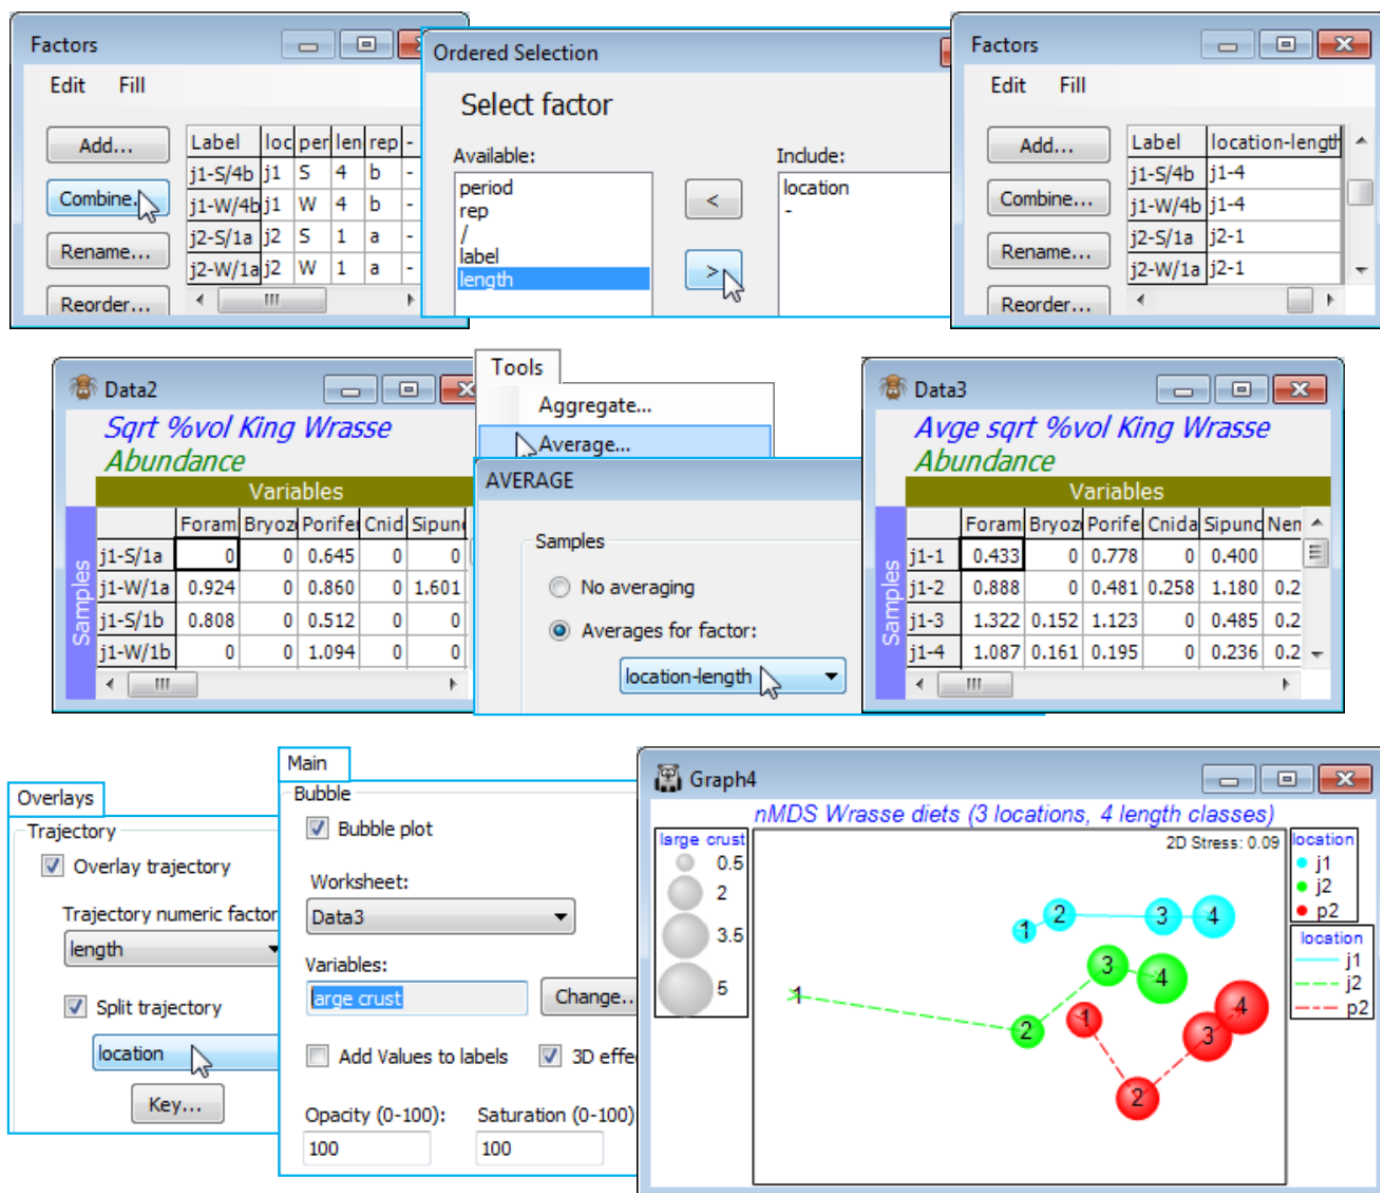 Factors
Edit Fill
Add...
Combine...
Rename...
Reorder...
Label loc per len rep -
j1-S/4b j1 S 4 b -
j1-W/4b j1 W 4 b -
j2-S/1a j2 S 1 a -
j2-W/1a j2 W 1 a -
Ordered Selection
Select factor
Available:
period
rep
/
label
length
<
>
Include:
location
-
Factors
Edit Fill
Add...
Combine...
Rename...
Reorder...
Label location-length
j1-S/4b j1-4
j1-W/4b j1-4
j2-S/1a j2-1
j2-W/1a j2-1
Data2
Sqrt %vol King Wrasse
Abundance
Variables
Samples
Foram Bryoz Porife Cnid Sipun
j1-S/1a 0 0 0.645 0 0
j1-W/1a 0.924 0 0.860 0 1.601
j1-S/1b 0.808 0 0.512 0 0
j1-W/1b 0 0 1.094 0 0
Tools
Aggregate...
Average...
AVERAGE
Samples
No averaging
Averages for factor:
location-length
Data3
Avge sqrt %vol King Wrasse
Abundance
Variables
Samples
Foram Bryoz Porife Cnida Sipunc Nem
j1-1 0.433 0 0.778 0 0.400
j1-2 0.888 0 0.481 0.258 1.180 0.2
j1-3 1.322 0.152 1.123 0 0.485 0.2
j1-4 1.087 0.161 0.195 0 0.236 0.2
Overlays
Trajectory
Overlay trajectory
Trajectory numeric factor
length
Split trajectory
location
Key...
Main
Bubble
Bubble plot
Worksheet:
Data3
Variables:
large crust
Change..
Add Values to labels
3D effe
Opacity (0-100):
Saturation (0-100)
100
100
Graph4
nMDS Wrasse diets (3 locations, 4 length classes)
large crust
0.5
2
3.5
5
2D Stress: 0.09
1
2
3
4
1
2
3
4
1
2
3
4
location
j1
j2
p2
location
j1
j2
p2